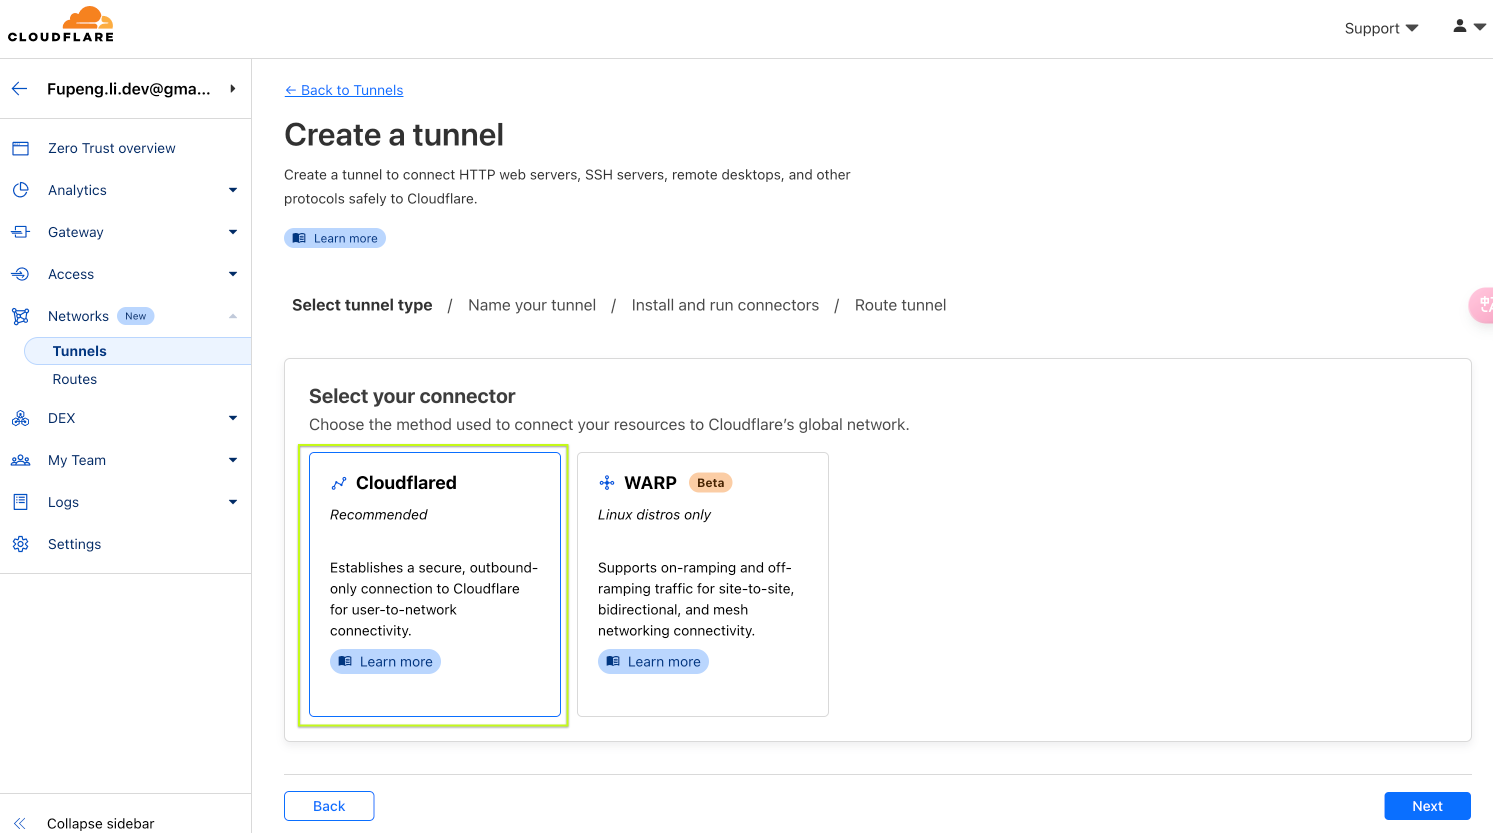 CLOUDFLARE
Support
Fupeng.li.dev@gma...
← Back to Tunnels
Create a tunnel
Create a tunnel to connect HTTP web servers, SSH servers, remote desktops, and other
protocols safely to Cloudflare.
Learn more
Zero Trust overview
Analytics
Gateway
Access
Networks New
Tunnels
Routes
DEX
My Team
Logs
Settings
Select tunnel type / Name your tunnel / Install and run connectors / Route tunnel
Select your connector
Choose the method used to connect your resources to Cloudflare's global network.
Cloudflared
Recommended
Establishes a secure, outbound-
only connection to Cloudflare
for user-to-network
connectivity.
Learn more
WARP Beta
Linux distros only
Supports on-ramping and off-
ramping traffic for site-to-site,
bidirectional, and mesh
networking connectivity.
Learn more
Back
Next
Collapse sidebar